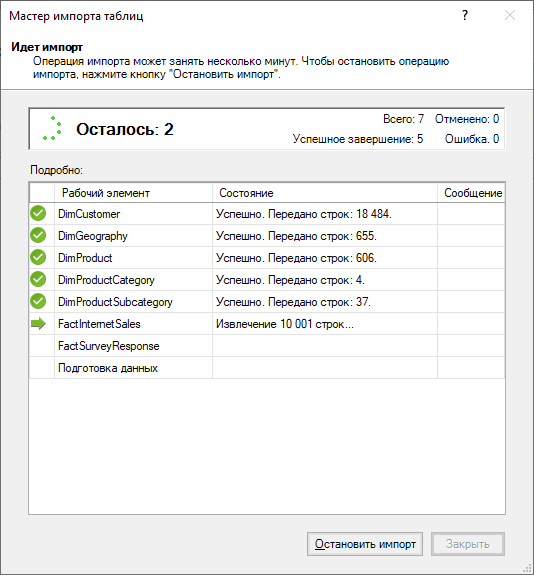 Мастер импорта таблиц
?
Идет импорт
Операция импорта может занять несколько минут. Чтобы остановить операцию
импорта, нажмите кнопку "Остановить импорт".
Осталось: 2
Всего: 7 Отменено: 0
Успешное завершение: 5 Ошибка. 0
Подробно:
Рабочий элемент Состояние Сообщение
DimCustomer Успешно. Передано строк: 18 484.
DimGeography Успешно. Передано строк: 655.
DimProduct Успешно. Передано строк: 606.
DimProductCategory Успешно. Передано строк: 4.
DimProductSubcategory Успешно. Передано строк: 37.
FactInternetSales Извлечение 10 001 строк...
FactSurveyResponse
Подготовка данных
Остановить импорт Закрыть